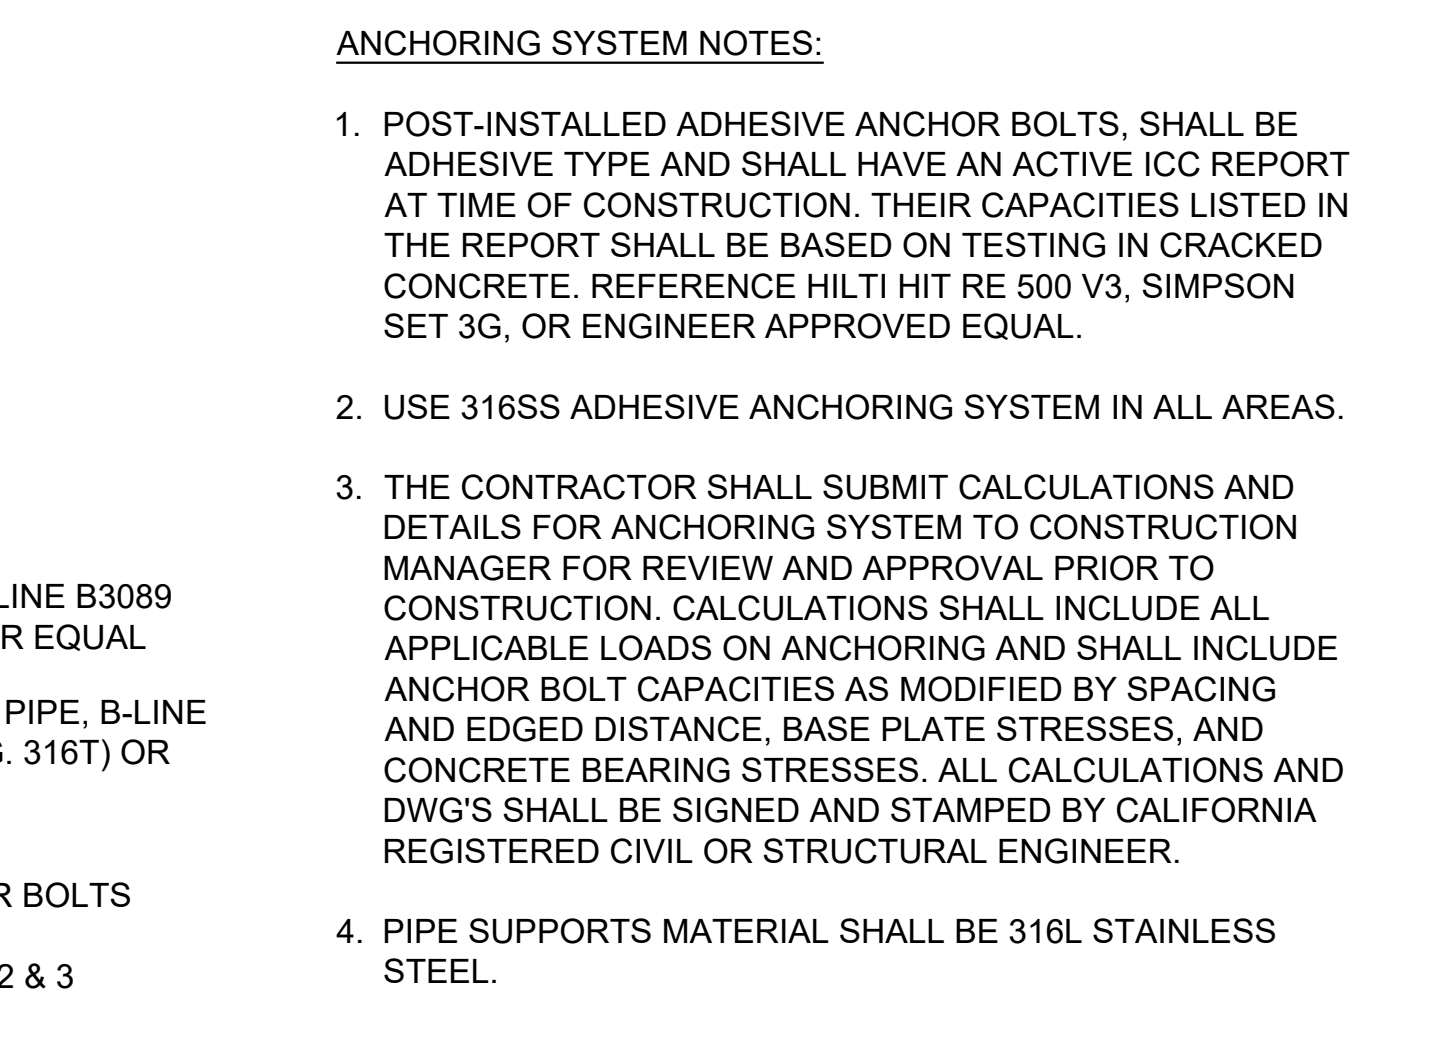 ANCHORING SYSTEM NOTES:
1. POST-INSTALLED ADHESIVE ANCHOR BOLTS, SHALL BE
ADHESIVE TYPE AND SHALL HAVE AN ACTIVE ICC REPORT
AT TIME OF CONSTRUCTION. THEIR CAPACITIES LISTED IN
THE REPORT SHALL BE BASED ON TESTING IN CRACKED
CONCRETE. REFERENCE HILTI HIT RE 500 V3, SIMPSON
SET 3G, OR ENGINEER APPROVED EQUAL.
2. USE 316SS ADHESIVE ANCHORING SYSTEM IN ALL AREAS.
3. THE CONTRACTOR SHALL SUBMIT CALCULATIONS AND
DETAILS FOR ANCHORING SYSTEM TO CONSTRUCTION
MANAGER FOR REVIEW AND APPROVAL PRIOR TO
CONSTRUCTION. CALCULATIONS SHALL INCLUDE ALL
APPLICABLE LOADS ON ANCHORING AND SHALL INCLUDE
ANCHOR BOLT CAPACITIES AS MODIFIED BY SPACING
AND EDGED DISTANCE, BASE PLATE STRESSES, AND
CONCRETE BEARING STRESSES. ALL CALCULATIONS AND
DWG'S SHALL BE SIGNED AND STAMPED BY CALIFORNIA
REGISTERED CIVIL OR STRUCTURAL ENGINEER.
4. PIPE SUPPORTS MATERIAL SHALL BE 316L STAINLESS
STEEL.
LINE B3089
R EQUAL
PIPE, B-LINE
. 316T) OR
R BOLTS
2 & 3